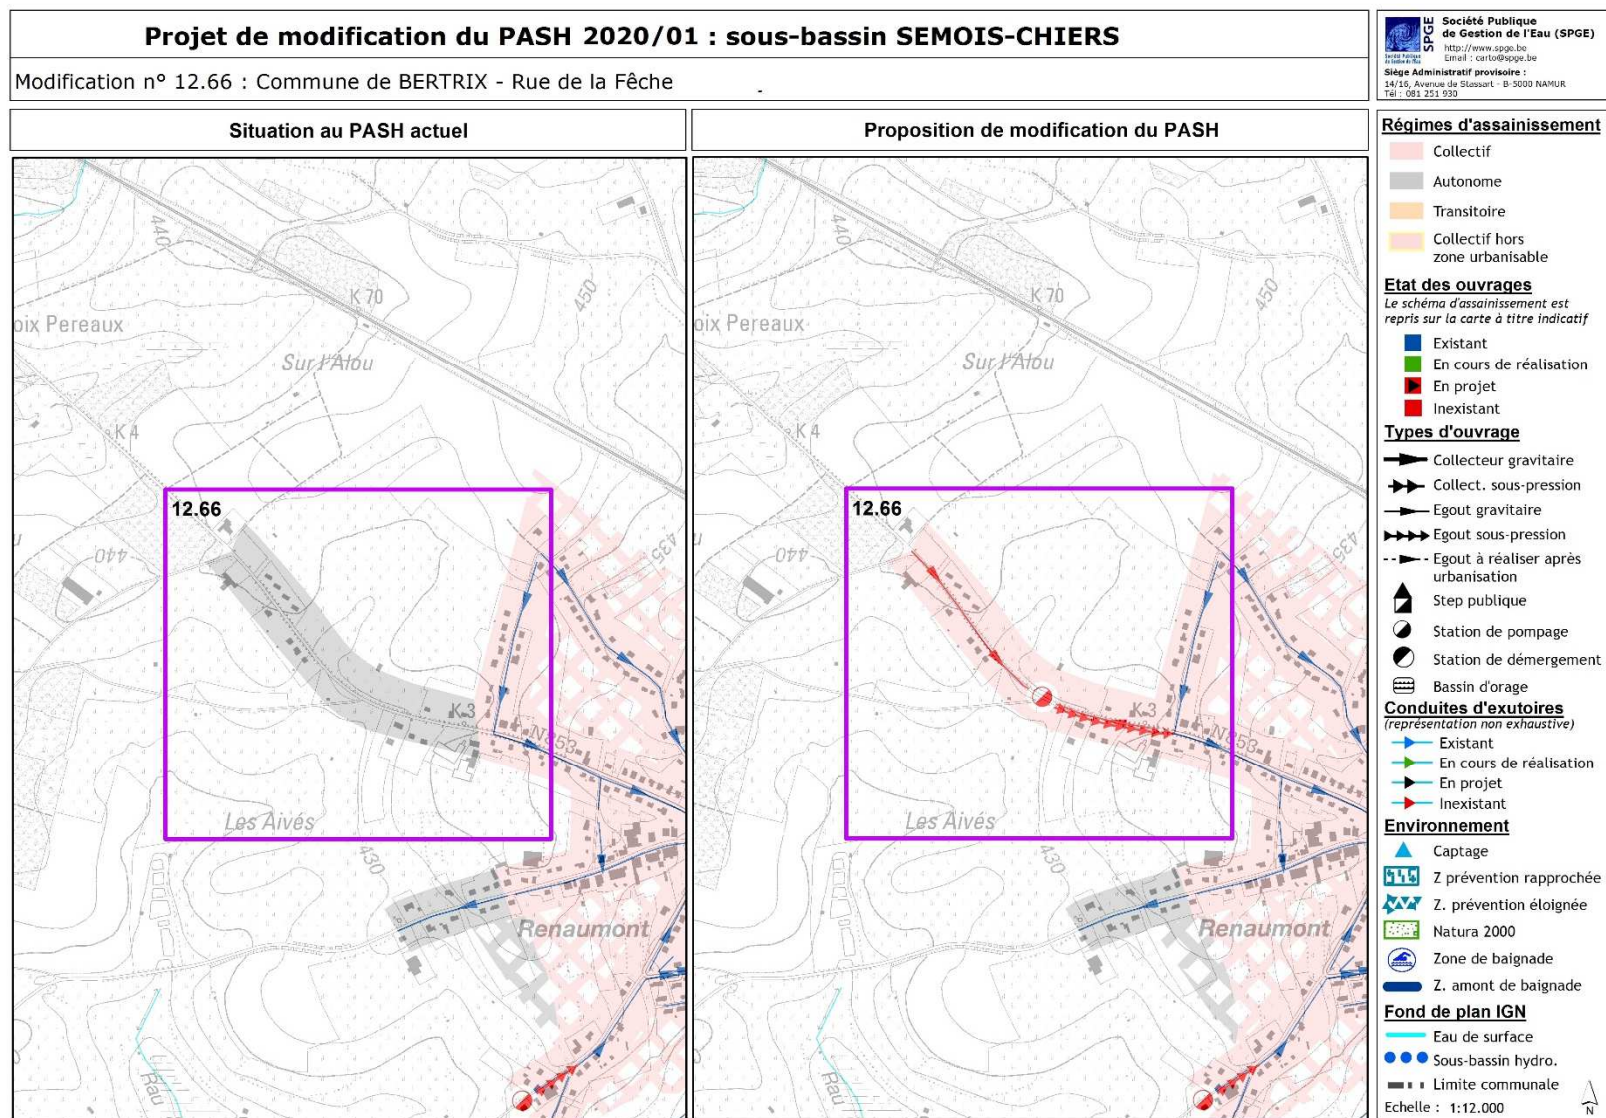 Projet de modification du PASH 2020/01 : sous-bassin SEMOIS-CHIERS
Modification n° 12.66 : Commune de BERTRIX - Rue de la Fêche
-
SPGE
Société Publique
de Gestion de l'Eau (SPGE)
http://www.spge.be
Email : carto@spge.be
Siège Administratif provisoire :
14/16, Avenue de Stassart - B-5000 NAMUR
Tél : 081 251 930
Situation au PASH actuel
440
K 70
450
oix Pereaux
Sur l'Alou
K 4
12.66
440
435
K 3
N853
Les Aivés
430
Renaumont
Rau
Proposition de modification du PASH
440
K 70
450
oix Pereaux
Sur l'Alou
K 4
12.66
440
435
K 3
N853
Les Aivés
430
Renaumont
Rau
Régimes d'assainissement
Collectif
Autonome
Transitoire
Collectif hors
zone urbanisable
Etat des ouvrages
Le schéma d'assainissement est
repris sur la carte à titre indicatif
Existant
En cours de réalisation
En projet
Inexistant
Types d'ouvrage
Collecteur gravitaire
Collect. sous-pression
Egout gravitaire
Egout sous-pression
Egout à réaliser après
urbanisation
Step publique
Station de pompage
Station de démergement
Bassin d'orage
Conduites d'exutoires
(représentation non exhaustive)
Existant
En cours de réalisation
En projet
Inexistant
Environnement
Captage
Z prévention rapprochée
Z. prévention éloignée
Natura 2000
Zone de baignade
Z. amont de baignade
Fond de plan IGN
Eau de surface
Sous-bassin hydro.
Limite communale
Echelle : 1:12.000
N